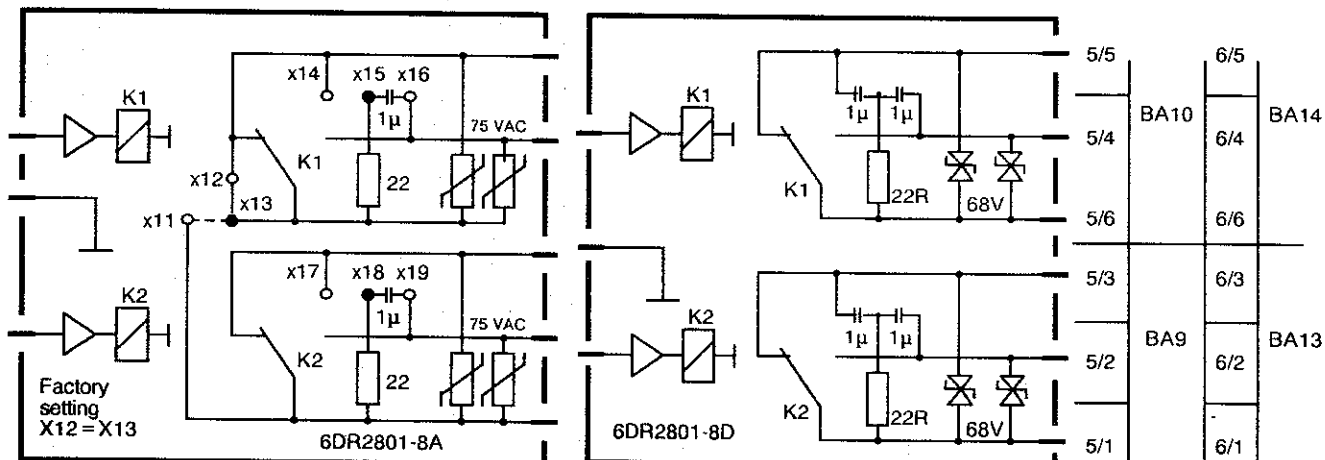 K1
x14
x15
x16
1μ
75 VAC
K1
22
x12
x13
x11
K2
x17
x18
x19
1μ
75 VAC
K2
22
Factory
setting
X12 = X13
6DR2801-8A
K1
1μ
1μ
K1
22R
68V
K2
1μ
1μ
K2
22R
68V
6DR2801-8D
5/5
6/5
BA10
BA14
5/4
6/4
5/6
6/6
5/3
6/3
BA9
BA13
5/2
6/2
5/1
6/1